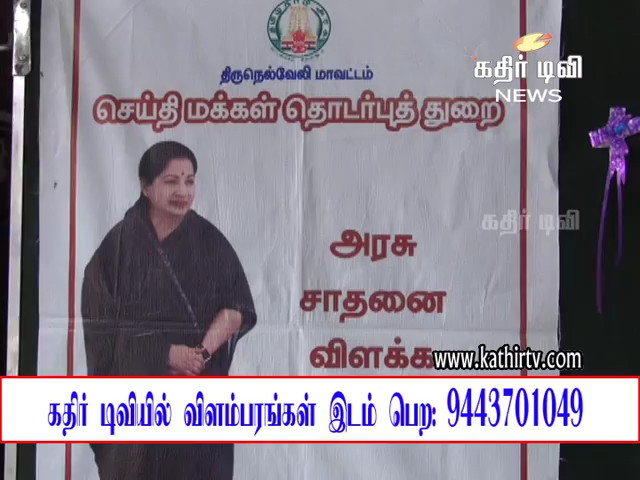 திருநெல்வேலி மாவட்டம்
செய்தி மக்கள் தொடர்புத் துறை
கதிர் டிவி
NEWS
கதிர் டிவி
அரசு
சாதனை
விளக்க
www.kathirtv.com
கதிர் டிவியில் விளம்பரங்கள் இடம் பெற: 9443701049